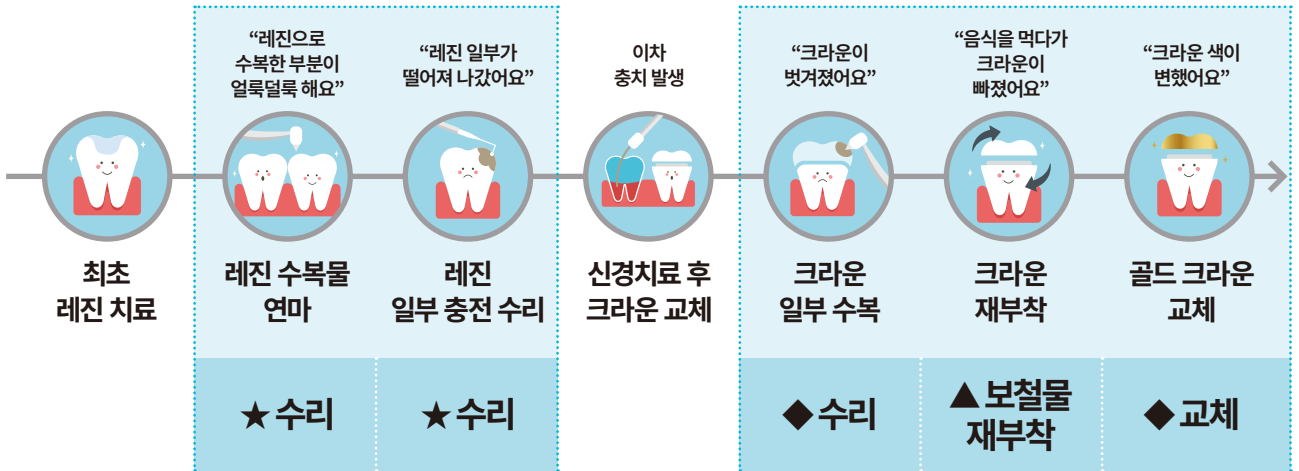 “레진으로
수복한 부분이
얼룩덜룩 해요”
“레진 일부가
떨어져 나갔어요”
이차
충치 발생
“크라운이
벗겨졌어요”
“음식을 먹다가
크라운이
빠졌어요”
“크라운 색이
변했어요”
최초
레진 치료
레진 수복물
연마
레진
일부 충전 수리
신경치료 후
크라운 교체
크라운
일부 수복
크라운
재부착
골드 크라운
교체
★ 수리
★ 수리
◆ 수리
▲ 보철물
재부착
◆ 교체